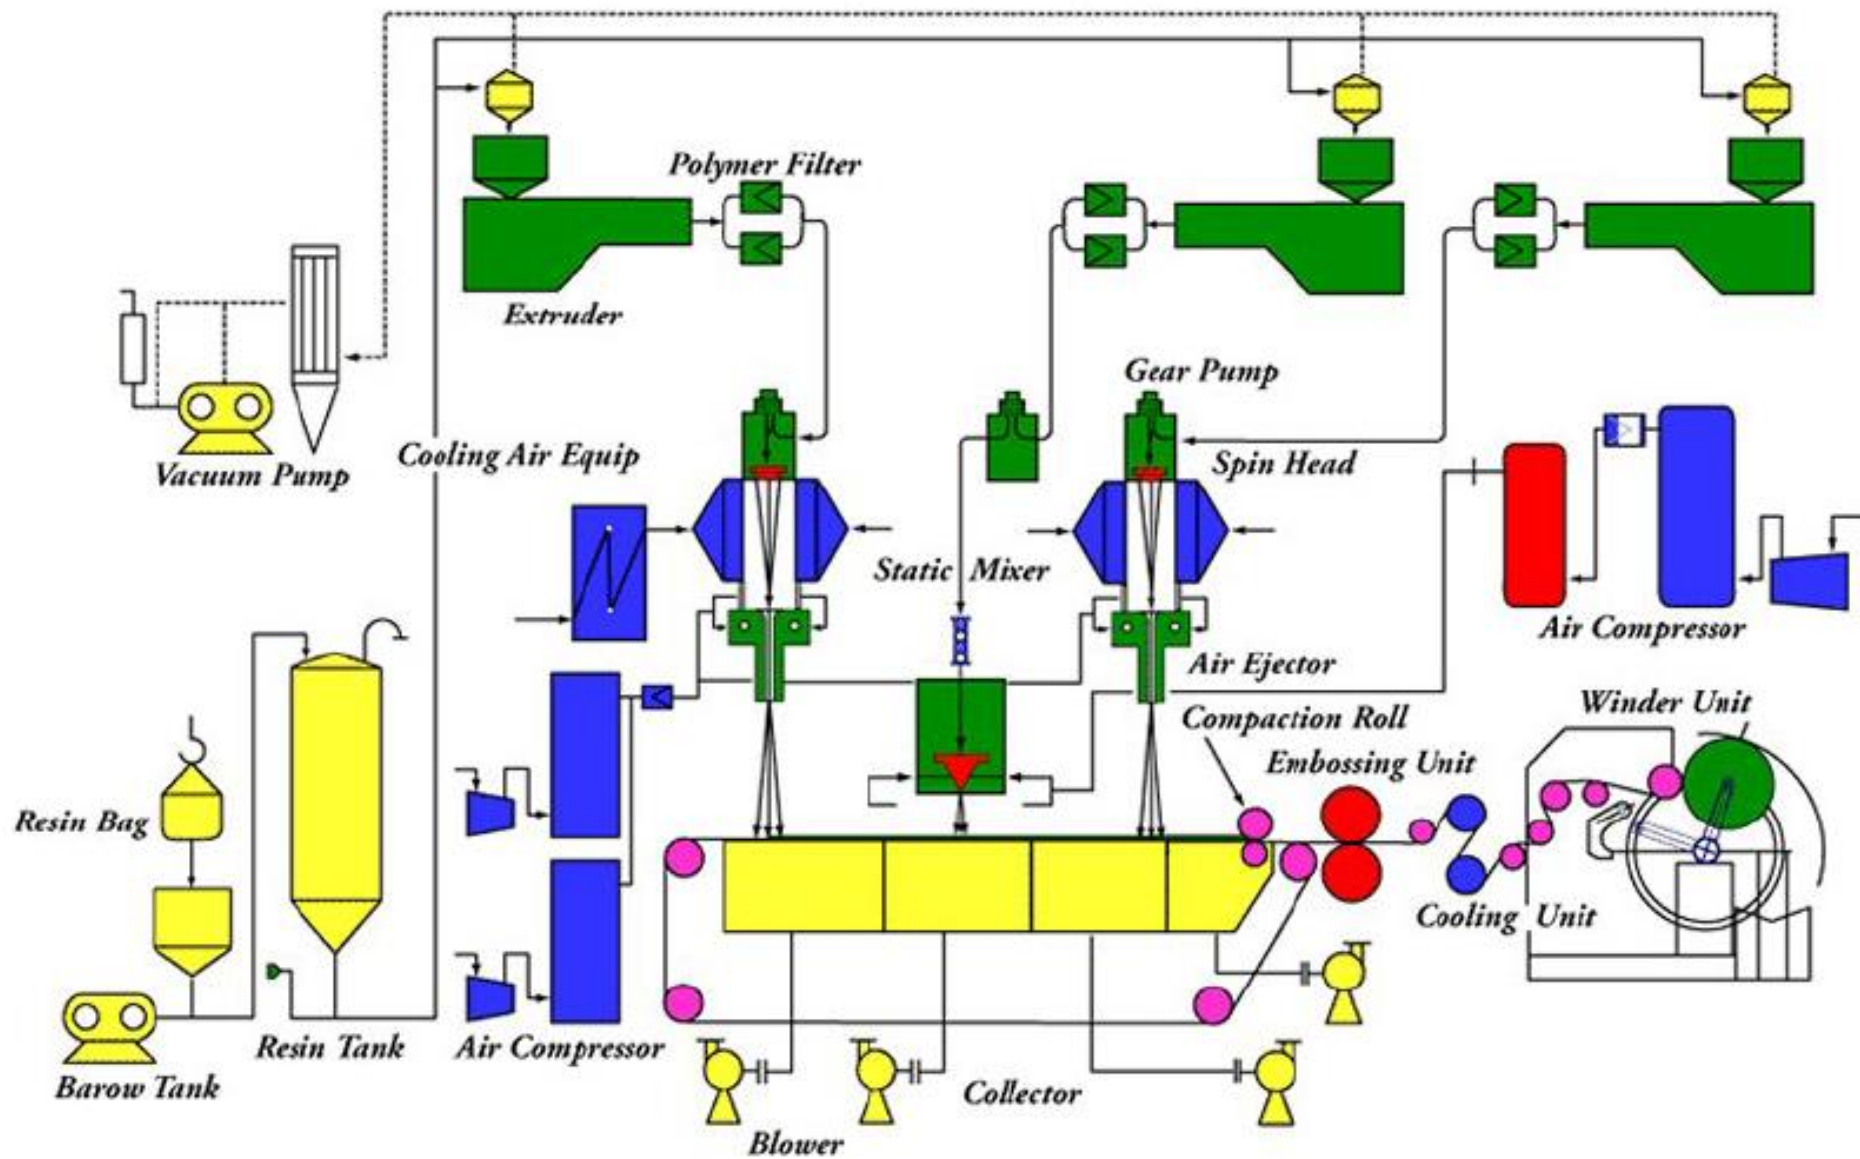 Polymer Filter
Extruder
Gear Pump
Cooling Air Equip
Spin Head
Vacuum Pump
Static Mixer
Air Compressor
Air Ejector
Winder Unit
Compaction Roll
Embossing Unit
Resin Bag
Cooling Unit
Resin Tank
Air Compressor
Barow Tank
Collector
Blower